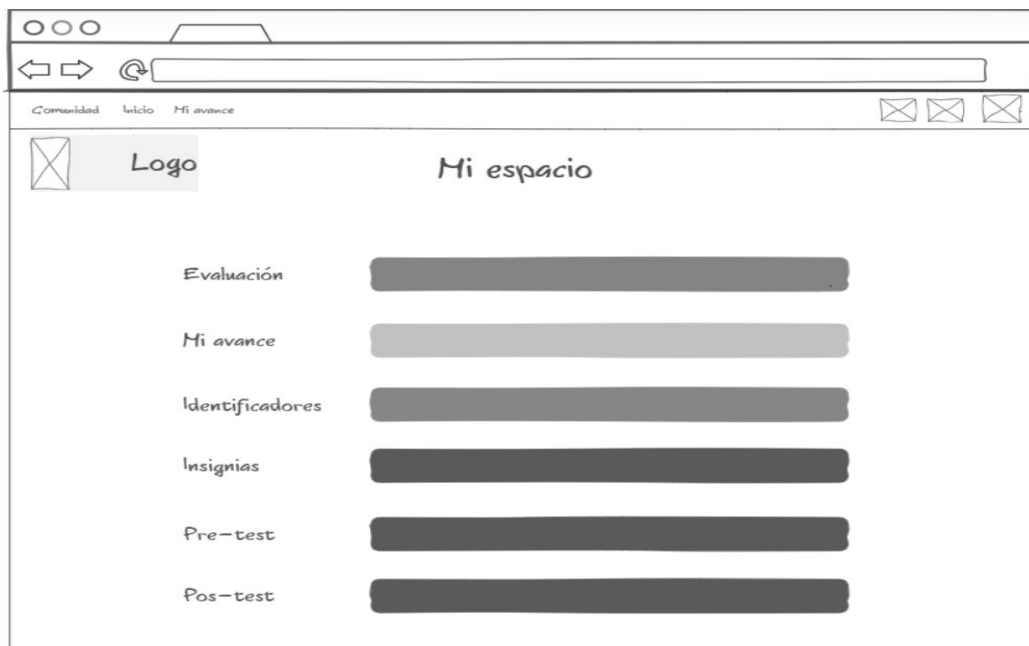 Comunidad Inicio Mi avance
Logo
Mi espacio
Evaluación
Mi avance
Identificadores
Insignias
Pre-test
Pos-test